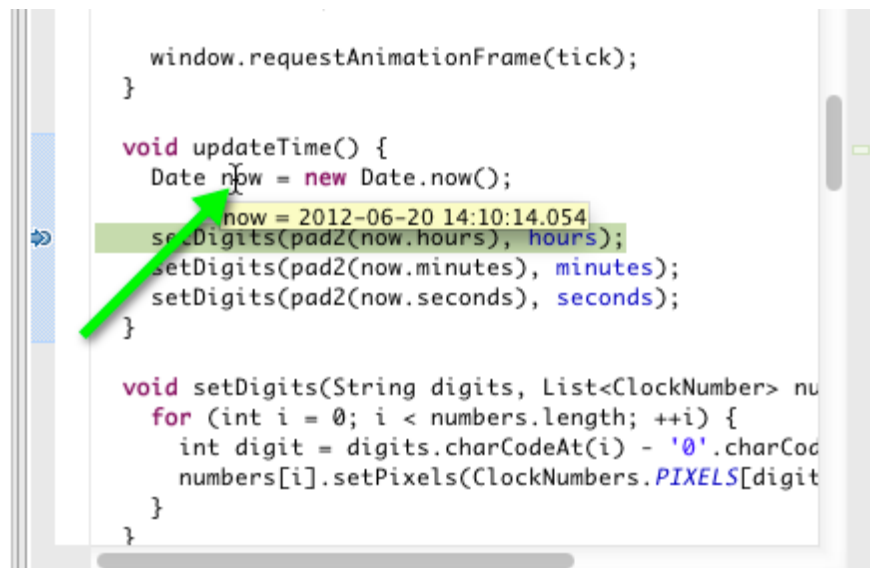 window.requestAnimationFrame(tick);
}
void updateTime() {
Date now = new Date.now();
now = 2012-06-20 14:10:14.054
setDigits(pad2(now.hours), hours);
setDigits(pad2(now.minutes), minutes);
setDigits(pad2(now.seconds), seconds);
}
void setDigits(String digits, List<ClockNumber> nu
for (int i = 0; i < numbers.length; ++i) {
int digit = digits.charCodeAt(i) - '0'.charCod
numbers[i].setPixels(ClockNumbers.PIXELS[digit
}
}